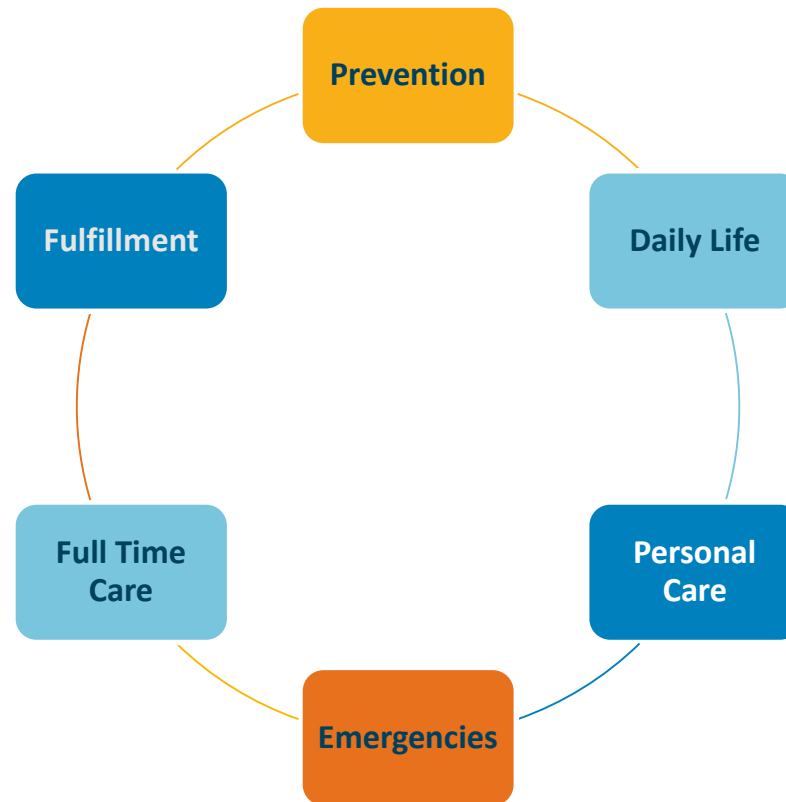 Prevention
Daily Life
Personal
Care
Emergencies
Full Time
Care
Fulfillment